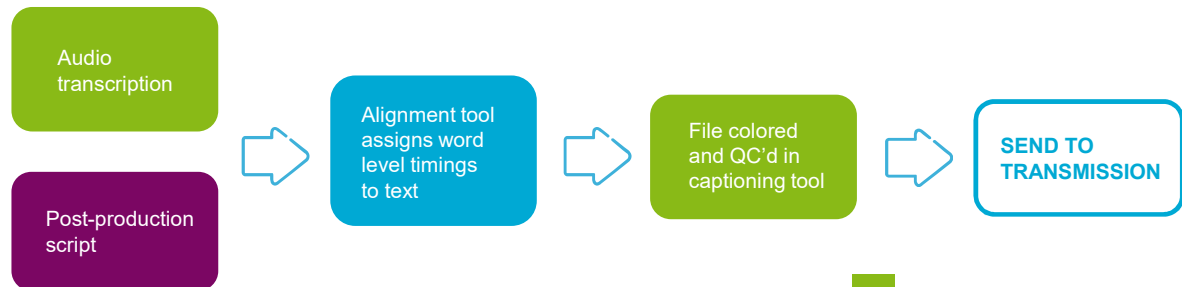 Audio
transcription
Post-production
script
Alignment tool
assigns word
level timings
to text
File colored
and QC’d in
captioning tool
SEND TO
TRANSMISSION